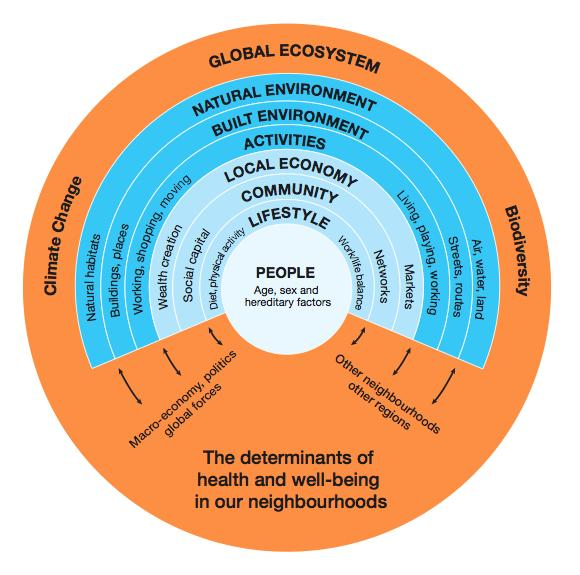 GLOBAL ECOSYSTEM
NATURAL ENVIRONMENT
BUILT ENVIRONMENT
ACTIVITIES
LOCAL ECONOMY
COMMUNITY
LIFESTYLE
PEOPLE
Age, sex and
hereditary factors
Climate Change
Natural habitats
Buildings, places
Working, shopping, moving
Wealth creation
Social capital
Diet, physical activity
Work/life balance
Networks
Markets
Living, playing, working
Streets, routes
Air, water, land
Biodiversity
Macro-economy, politics
global forces
Other neighbourhoods
other regions
The determinants of
health and well-being
in our neighbourhoods